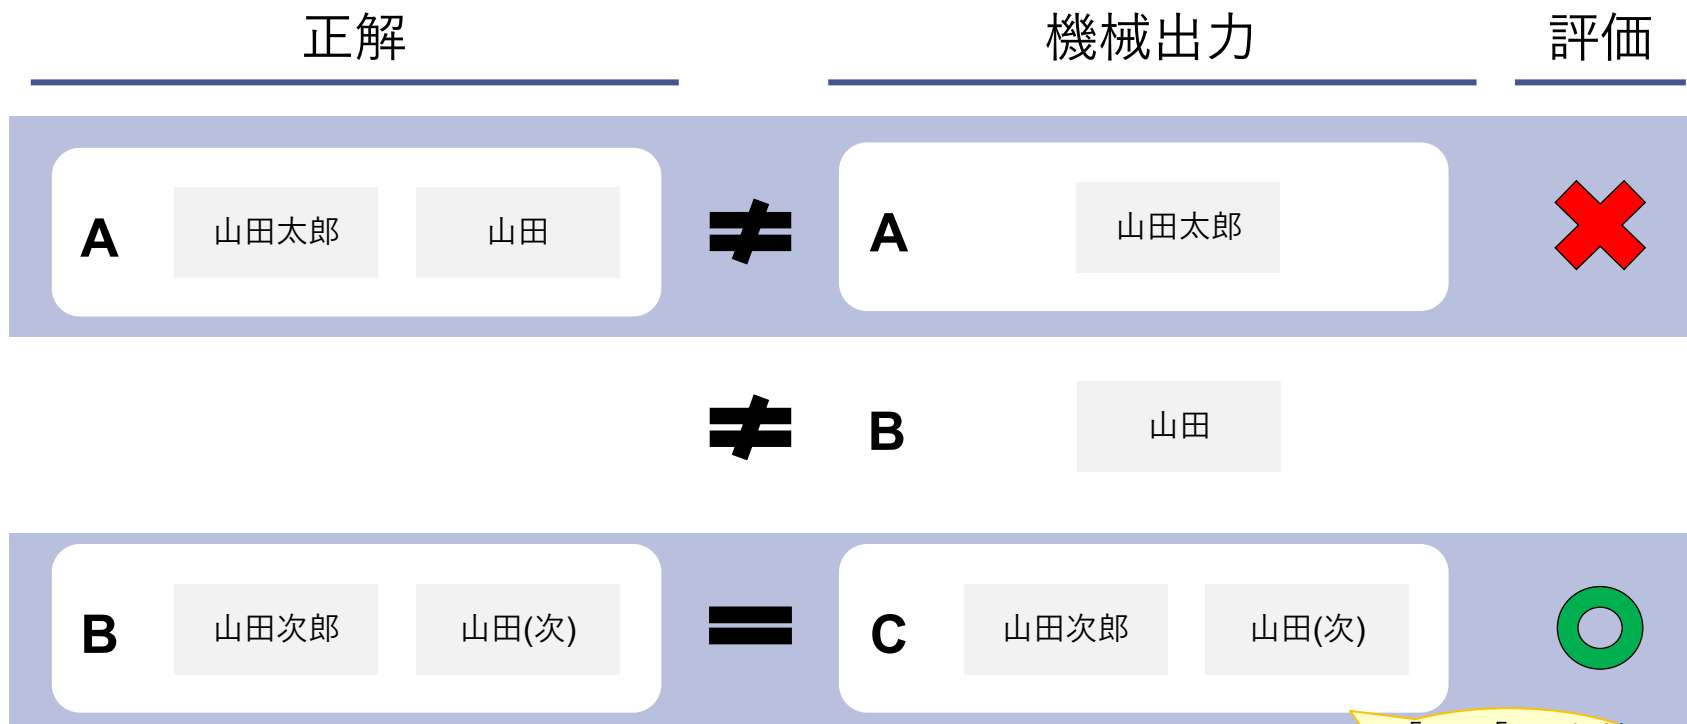 正解 機械出力 評価
A 山田太郎 山田 ≠ A 山田太郎
≠ B 山田
B 山田次郎 山田(次) = C 山田次郎 山田(次)